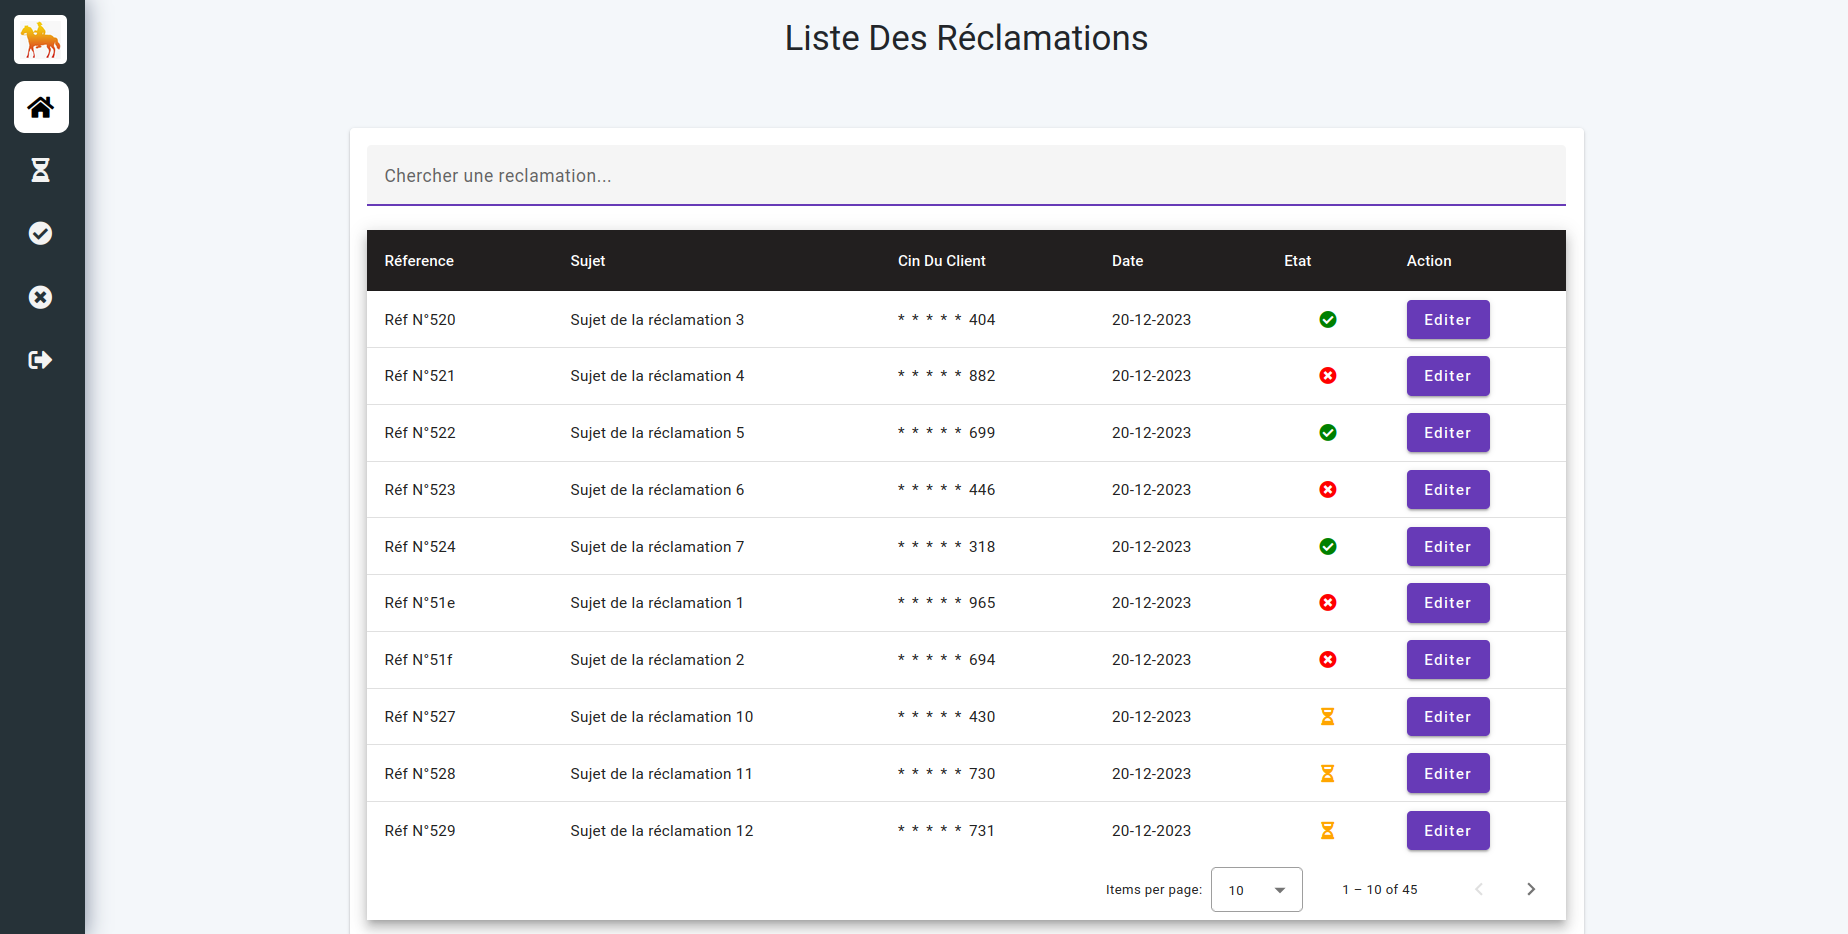 Liste Des Réclamations
Chercher une reclamation...
Réference Sujet Cin Du Client Date Etat Action
Réf N°520 Sujet de la réclamation 3 * * * * * 404 20-12-2023 Editer
Réf N°521 Sujet de la réclamation 4 * * * * * 882 20-12-2023 Editer
Réf N°522 Sujet de la réclamation 5 * * * * * 699 20-12-2023 Editer
Réf N°523 Sujet de la réclamation 6 * * * * * 446 20-12-2023 Editer
Réf N°524 Sujet de la réclamation 7 * * * * * 318 20-12-2023 Editer
Réf N°51e Sujet de la réclamation 1 * * * * * 965 20-12-2023 Editer
Réf N°51f Sujet de la réclamation 2 * * * * * 694 20-12-2023 Editer
Réf N°527 Sujet de la réclamation 10 * * * * * 430 20-12-2023 Editer
Réf N°528 Sujet de la réclamation 11 * * * * * 730 20-12-2023 Editer
Réf N°529 Sujet de la réclamation 12 * * * * * 731 20-12-2023 Editer
Items per page: 10 1 – 10 of 45